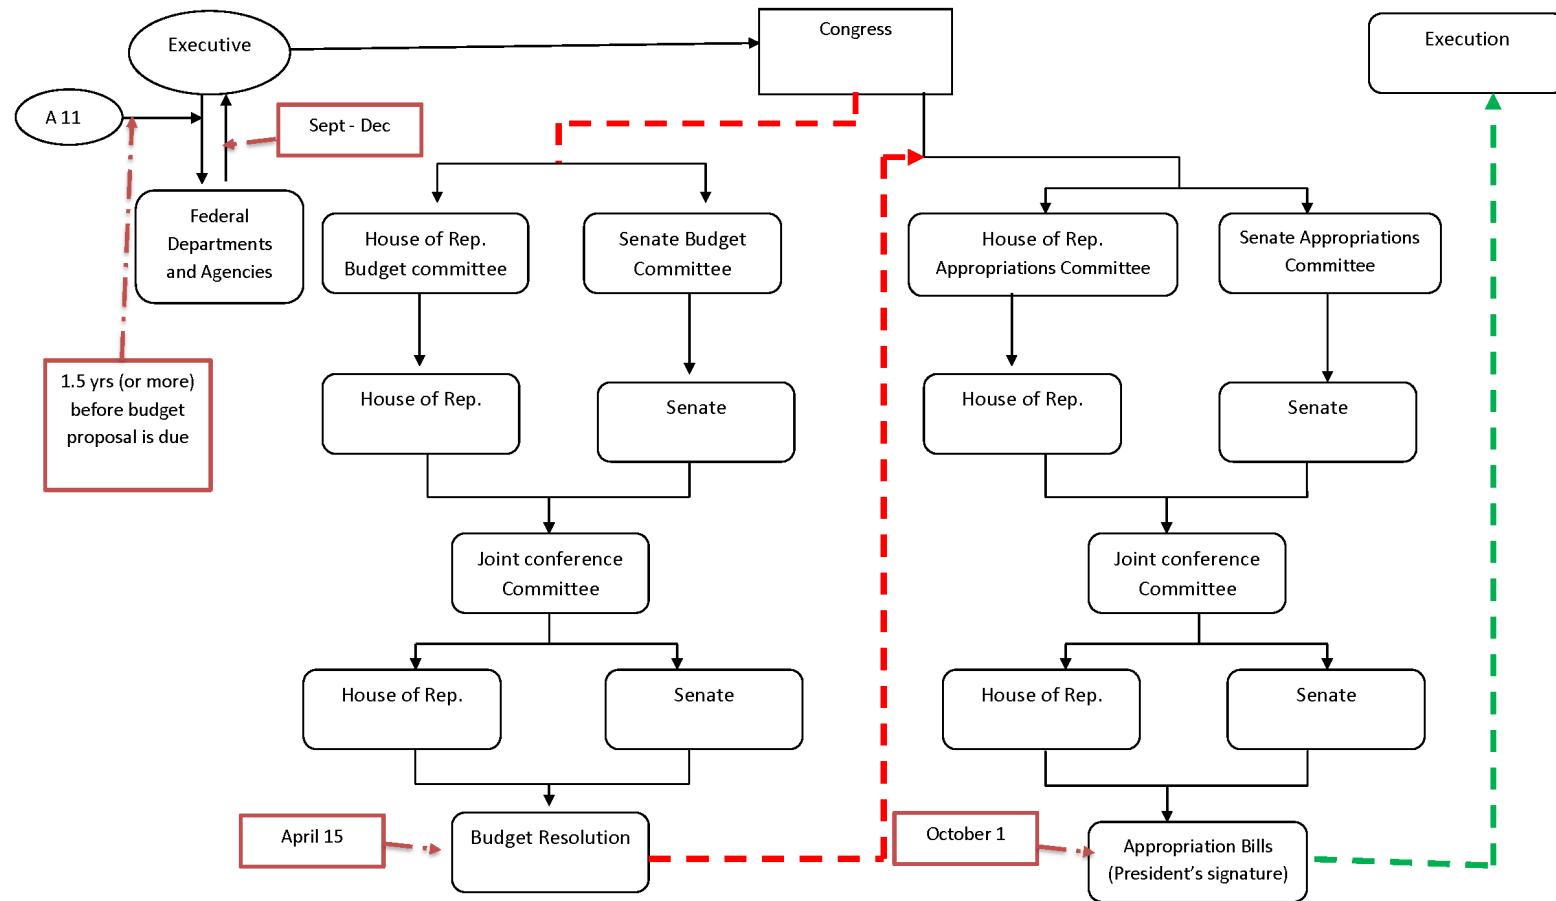 Executive
Congress
Execution
A 11
Sept - Dec
Federal
Departments
and Agencies
House of Rep.
Budget committee
Senate Budget
Committee
House of Rep.
Appropriations Committee
Senate Appropriations
Committee
1.5 yrs (or more)
before budget
proposal is due
House of Rep.
Senate
House of Rep.
Senate
Joint conference
Committee
Joint conference
Committee
House of Rep.
Senate
House of Rep.
Senate
April 15
Budget Resolution
October 1
Appropriation Bills
(President’s signature)